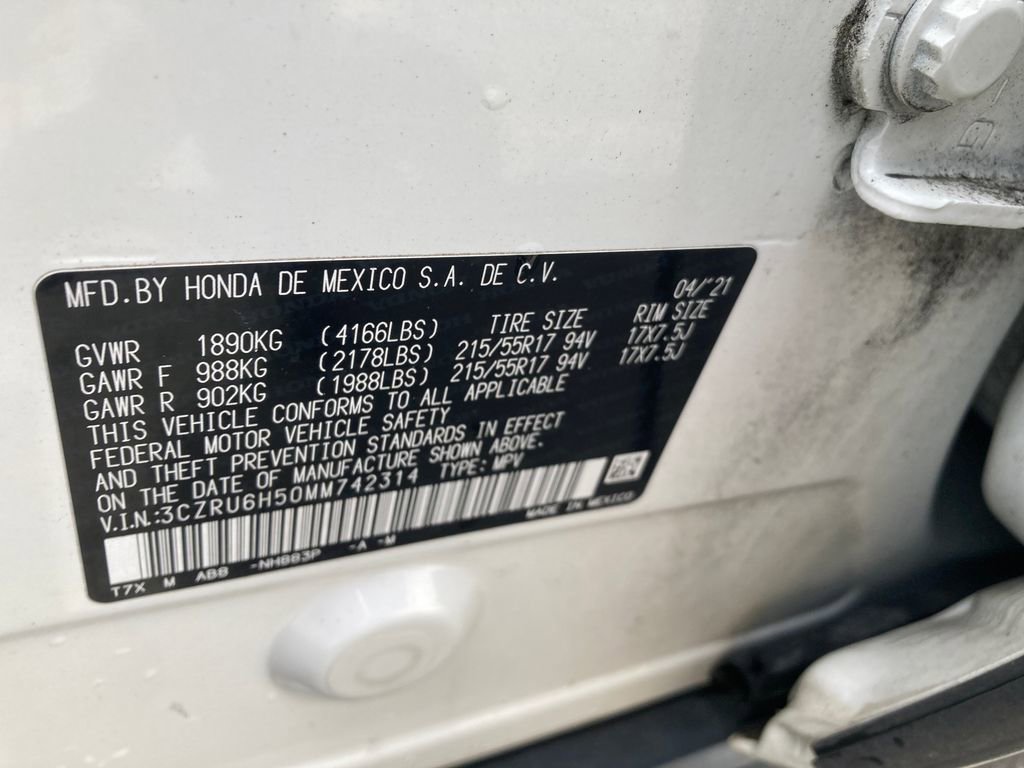 MFD.BY HONDA DE MEXICO S.A. DE C.V.
04/'21
GVWR 1890KG (4166LBS) TIRE SIZE RIM SIZE
GAWR F 988KG (2178LBS) 215/55R17 94V 17X7.5J
GAWR R 902KG (1988LBS) 215/55R17 94V 17X7.5J
THIS VEHICLE CONFORMS TO ALL APPLICABLE
FEDERAL MOTOR VEHICLE SAFETY
AND THEFT PREVENTION STANDARDS IN EFFECT
ON THE DATE OF MANUFACTURE SHOWN ABOVE.
V.I.N.:3CZRU6H50MM742314 TYPE: MPV
MADE IN MEXICO
T7X M ABB -NH883P -A -M